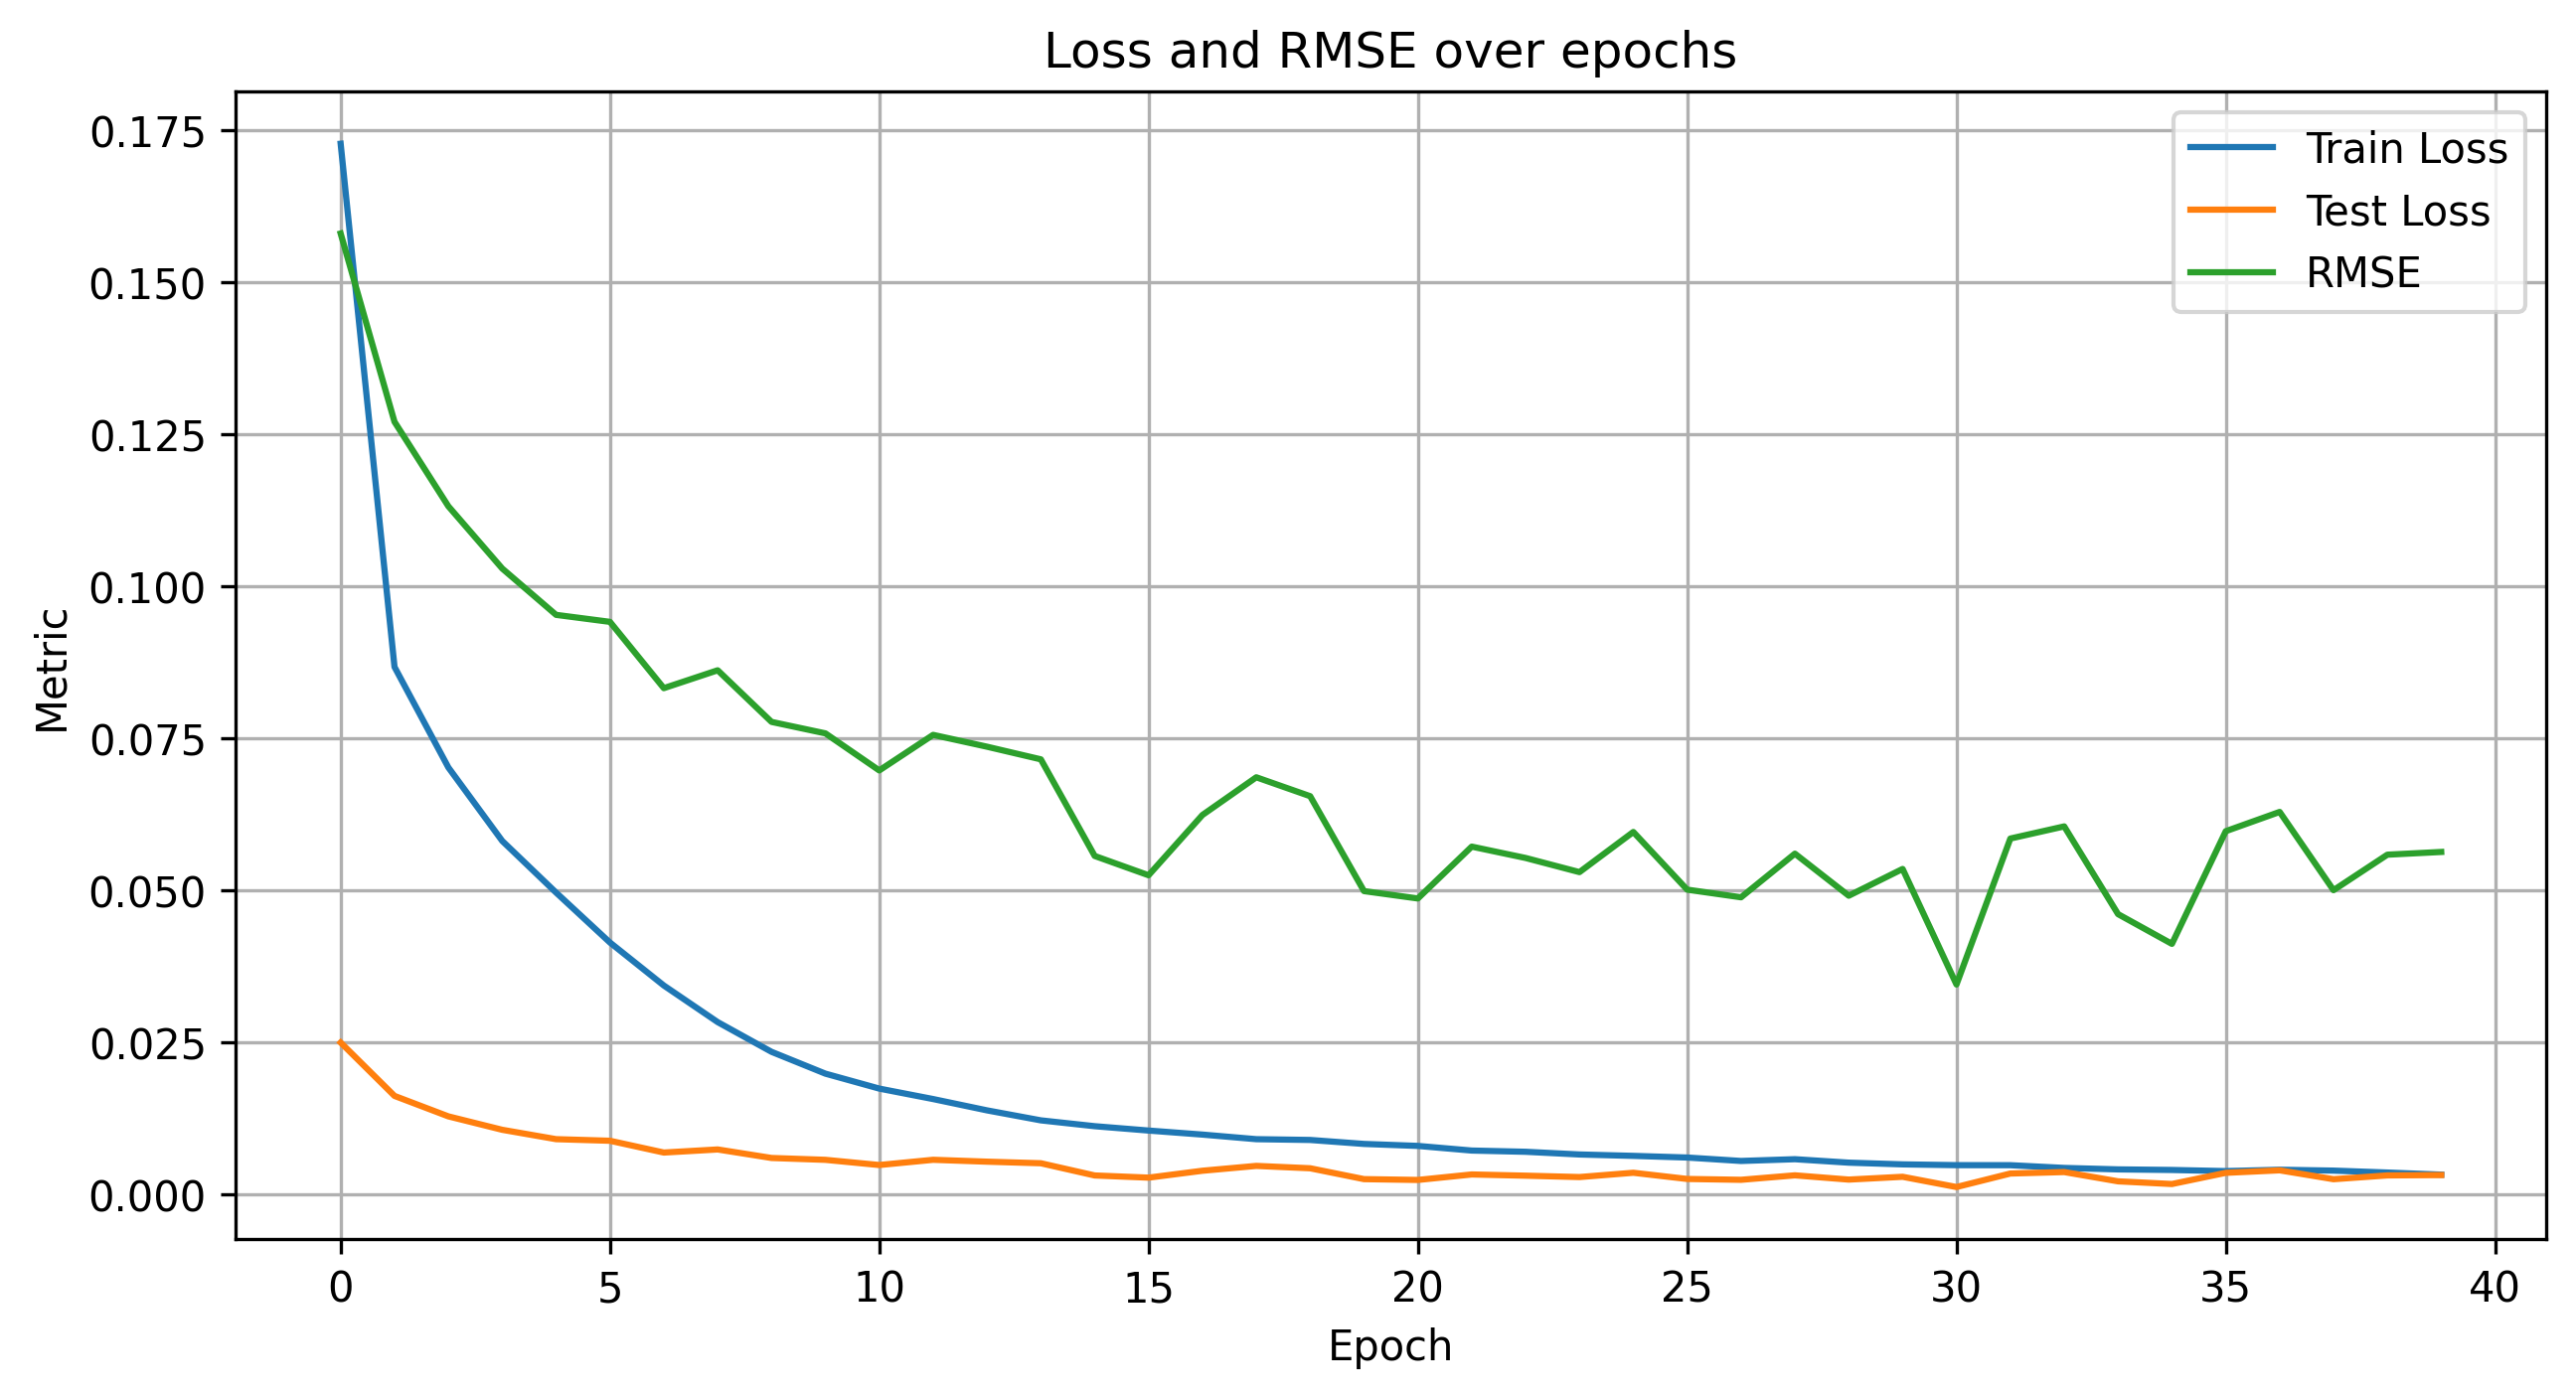 Loss and RMSE over epochs
0.175
0.150
0.125
0.100
0.075
0.050
0.025
0.000
Metric
Train Loss
Test Loss
RMSE
0 5 10 15 20 25 30 35 40
Epoch